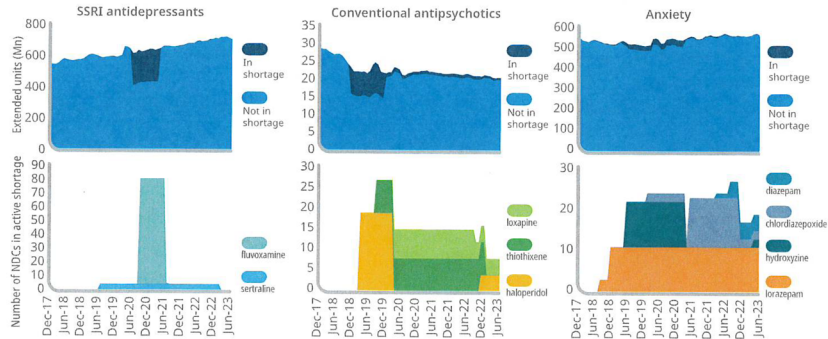 SSRI antidepressants
Extended units (Mn)
800
600
400
200
0
In
shortage
Not in
shortage
Conventional antipsychotics
35
30
25
20
15
10
5
0
In
shortage
Not in
shortage
Anxiety
600
500
400
300
200
100
0
In
shortage
Not in
shortage
Number of NDCs in active shortage
90
80
70
60
50
40
30
20
10
0
fluvoxamine
sertraline
Dec-17
Jun-18
Dec-18
Jun-19
Dec-19
Jun-20
Dec-20
Jun-21
Dec-21
Jun-22
Dec-22
Jun-23
30
25
20
15
10
5
0
loxapine
thiothixene
haloperidol
Dec-17
Jun-18
Dec-18
Jun-19
Dec-19
Jun-20
Dec-20
Jun-21
Dec-21
Jun-22
Dec-22
Jun-23
30
20
10
0
diazepam
chlordiazepoxide
hydroxyzine
lorazepam
Dec-17
Jun-18
Dec-18
Jun-19
Dec-19
Jun-20
Dec-20
Jun-21
Dec-21
Jun-22
Dec-22
Jun-23